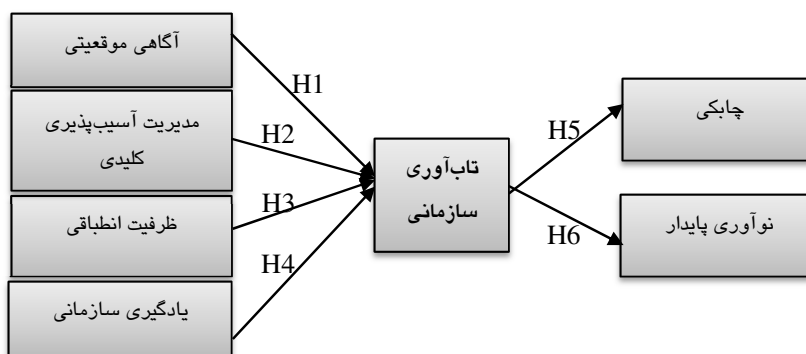 آگاهی موقعیتی
H1
مدیریت آسیب‌پذیری
کلیدی
H2
ظرفیت انطباقی
H3
یادگیری سازمانی
H4
تاب‌آوری
سازمانی
H5
چابکی
H6
نوآوری پایدار